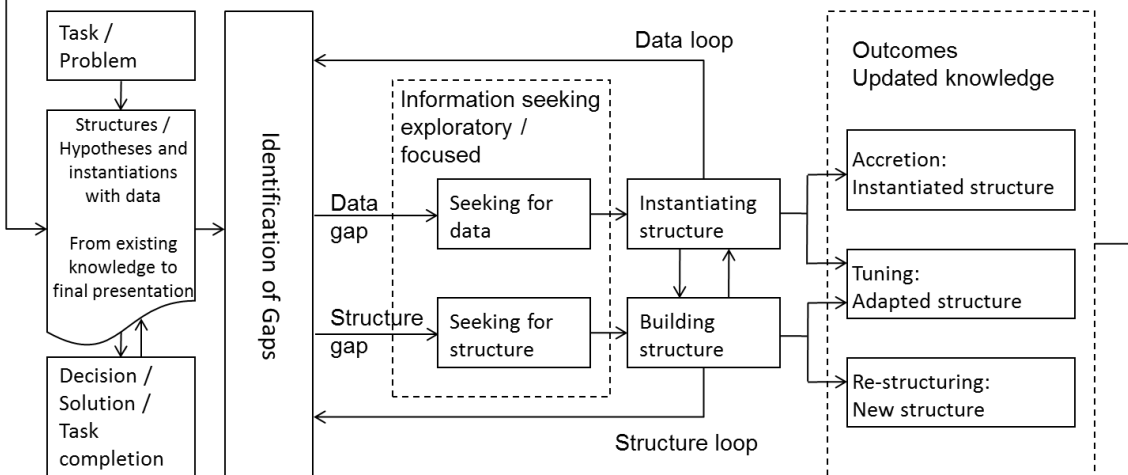 Task /
Problem
Structures /
Hypotheses and
instantiations
with data
From existing
knowledge to
final presentation
Decision /
Solution /
Task
completion
Identification of Gaps
Data loop
Information seeking
exploratory /
focused
Data
gap
Seeking for
data
Instantiating
structure
Structure
gap
Seeking for
structure
Building
structure
Structure loop
Outcomes
Updated knowledge
Accretion:
Instantiated structure
Tuning:
Adapted structure
Re-structuring:
New structure